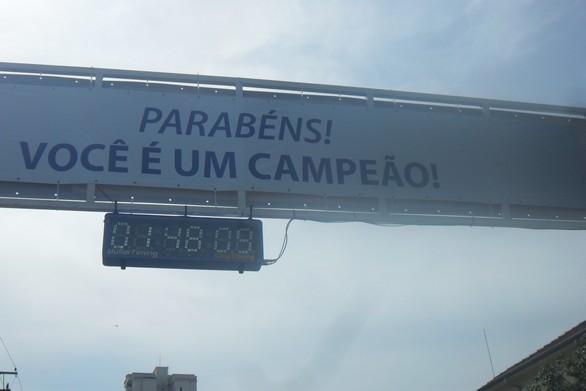 PARABÉNS!
VOCÊ É UM CAMPEÃO!
01:48:09